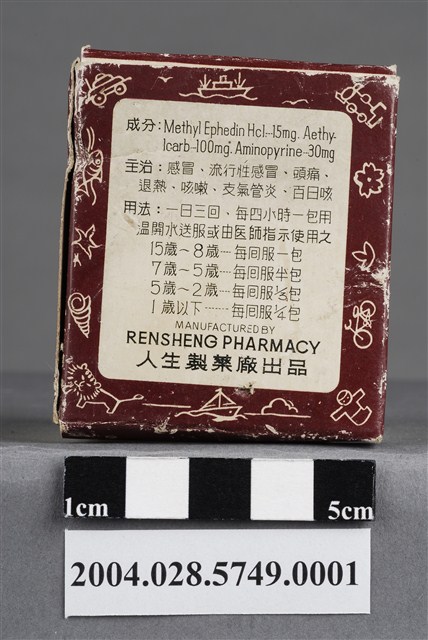 成分: Methyl Ephedin Hcl...15mg. Aethy-
lcarb...100mg. Aminopyrine...30mg
主治: 感冒、流行性感冒、頭痛、
退熱、咳嗽、支氣管炎、百日咳
用法: 一日三回、每四小時一包用
温開水送服或由医師指示使用之
15歲～8歲...每回服一包
7歲～5歲...每回服半包
5歲～2歲...每回服⅓包
1歲以下......每回服¼包
MANUFACTURED BY
RENSHENG PHARMACY
人生製藥廠出品
1cm 5cm
2004.028.5749.0001